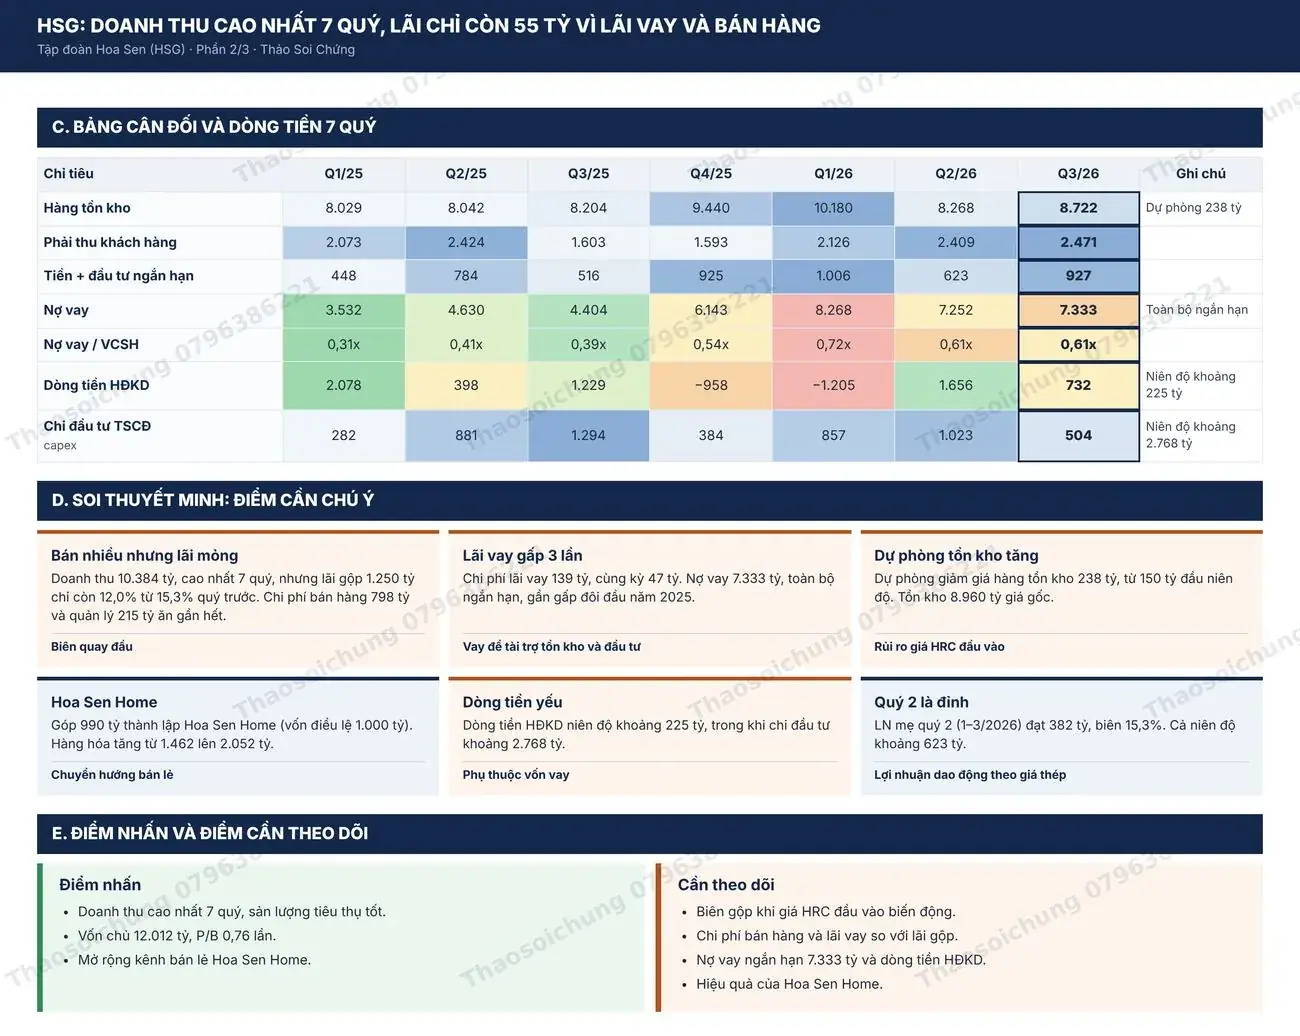 HSG: DOANH THU CAO NHẤT 7 QUÝ, LÃI CHỈ CÒN 55 TỶ VÌ LÃI VAY VÀ BÁN HÀNG
Tập đoàn Hoa Sen (HSG) · Phần 2/3 · Thảo Soi Chứng
C. BẢNG CÂN ĐỐI VÀ DÒNG TIỀN 7 QUÝ
Chỉ tiêu Q1/25 Q2/25 Q3/25 Q4/25 Q1/26 Q2/26 Q3/26 Ghi chú
Hàng tồn kho 8.029 8.042 8.204 9.440 10.180 8.268 8.722 Dự phòng 238 tỷ
Phải thu khách hàng 2.073 2.424 1.603 1.593 2.126 2.409 2.471
Tiền + đầu tư ngắn hạn 448 784 516 925 1.006 623 927
Nợ vay 3.532 4.630 4.404 6.143 8.268 7.252 7.333 Toàn bộ ngắn hạn
Nợ vay / VCSH 0,31x 0,41x 0,39x 0,54x 0,72x 0,61x 0,61x
Dòng tiền HĐKD 2.078 398 1.229 −958 −1.205 1.656 732 Niên độ khoảng
225 tỷ
Chi đầu tư TSCĐ 282 881 1.294 384 857 1.023 504 Niên độ khoảng
capex 2.768 tỷ
D. SOI THUYẾT MINH: ĐIỂM CẦN CHÚ Ý
Bán nhiều nhưng lãi mỏng
Doanh thu 10.384 tỷ, cao nhất 7 quý, nhưng lãi gộp 1.250 tỷ
chỉ còn 12,0% từ 15,3% quý trước. Chi phí bán hàng 798 tỷ
và quản lý 215 tỷ ăn gần hết.
Biên quay đầu
Lãi vay gấp 3 lần
Chi phí lãi vay 139 tỷ, cùng kỳ 47 tỷ. Nợ vay 7.333 tỷ, toàn bộ
ngắn hạn, gần gấp đôi đầu năm 2025.
Vay để tài trợ tồn kho và đầu tư
Dự phòng tồn kho tăng
Dự phòng giảm giá hàng tồn kho 238 tỷ, từ 150 tỷ đầu niên
độ. Tồn kho 8.960 tỷ giá gốc.
Rủi ro giá HRC đầu vào
Hoa Sen Home
Góp 990 tỷ thành lập Hoa Sen Home (vốn điều lệ 1.000 tỷ).
Hàng hóa tăng từ 1.462 lên 2.052 tỷ.
Chuyển hướng bán lẻ
Dòng tiền yếu
Dòng tiền HĐKD niên độ khoảng 225 tỷ, trong khi chi đầu tư
khoảng 2.768 tỷ.
Phụ thuộc vốn vay
Quý 2 là đỉnh
LN mẹ quý 2 (1–3/2026) đạt 382 tỷ, biên 15,3%. Cả niên độ
khoảng 623 tỷ.
Lợi nhuận dao động theo giá thép
E. ĐIỂM NHẤN VÀ ĐIỂM CẦN THEO DÕI
Điểm nhấn
• Doanh thu cao nhất 7 quý, sản lượng tiêu thụ tốt.
• Vốn chủ 12.012 tỷ, P/B 0,76 lần.
• Mở rộng kênh bán lẻ Hoa Sen Home.
Cần theo dõi
• Biên gộp khi giá HRC đầu vào biến động.
• Chi phí bán hàng và lãi vay so với lãi gộp.
• Nợ vay ngắn hạn 7.333 tỷ và dòng tiền HĐKD.
• Hiệu quả của Hoa Sen Home.
Thaosoichung 0796386221